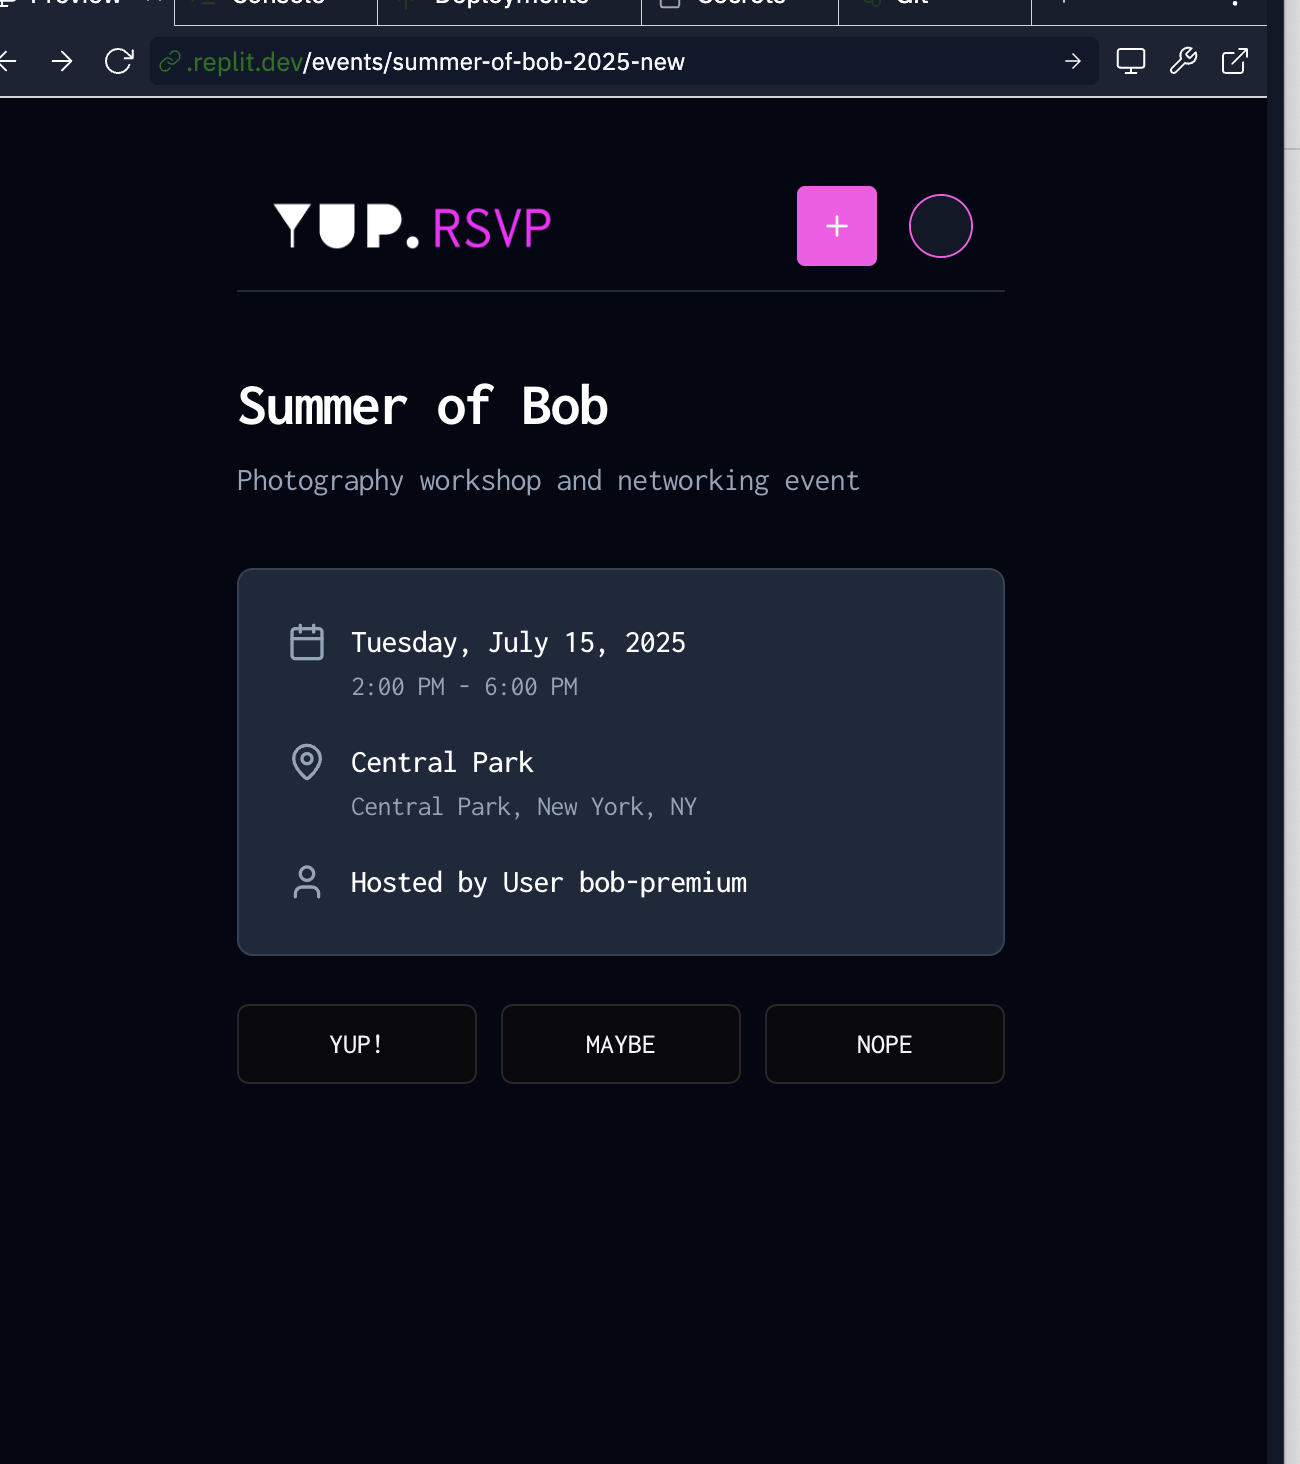 Preview
Console
Deployments
Secrets
Git
.replit.dev/events/summer-of-bob-2025-new
YUP. RSVP
+
Summer of Bob
Photography workshop and networking event
Tuesday, July 15, 2025
2:00 PM - 6:00 PM
Central Park
Central Park, New York, NY
Hosted by User bob-premium
YUP!
MAYBE
NOPE